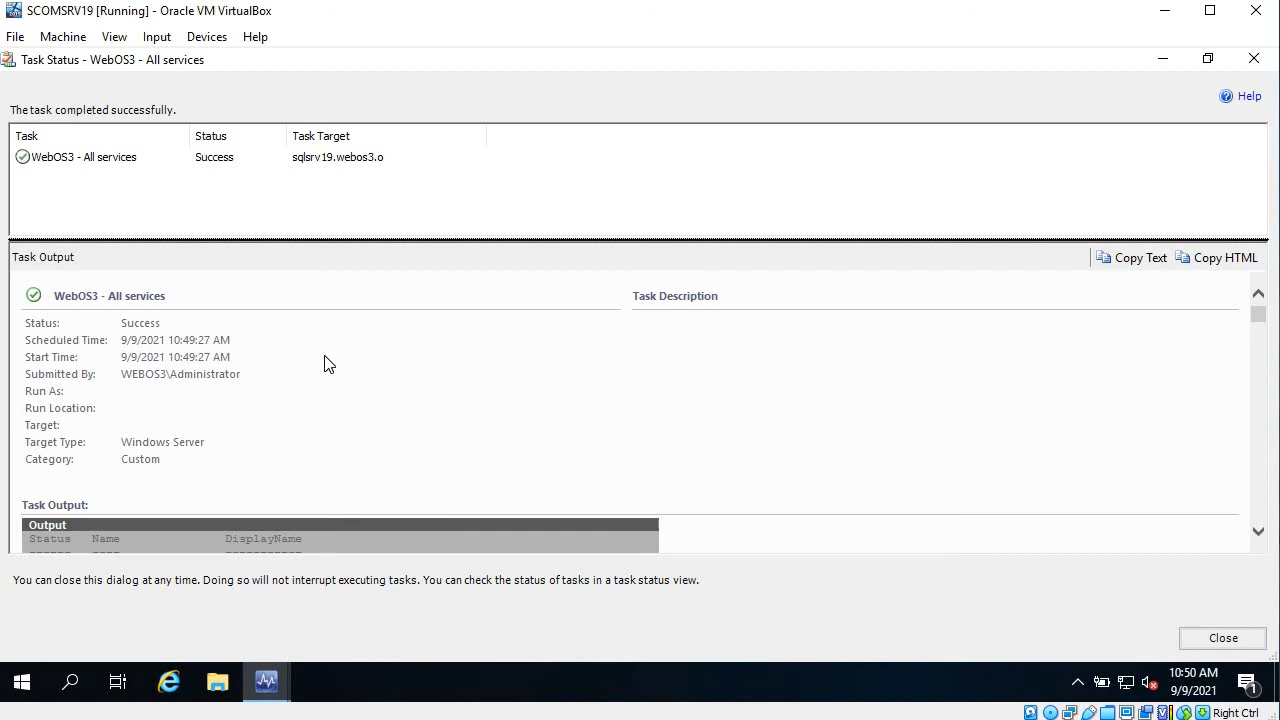 SCOMSRV19 [Running] - Oracle VM VirtualBox
File Machine View Input Devices Help
Task Status - WebOS3 - All services
Help
The task completed successfully.
Task Status Task Target
WebOS3 - All services Success sqlsrv19.webos3.o
Task Output Copy Text Copy HTML
WebOS3 - All services Task Description
Status: Success
Scheduled Time: 9/9/2021 10:49:27 AM
Start Time: 9/9/2021 10:49:27 AM
Submitted By: WEBOS3\Administrator
Run As:
Run Location:
Target:
Target Type: Windows Server
Category: Custom
Task Output:
Output
Status Name DisplayName
You can close this dialog at any time. Doing so will not interrupt executing tasks. You can check the status of tasks in a task status view.
Close
10:50 AM
9/9/2021
1
Right Ctrl